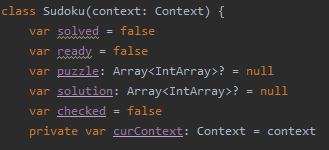 class Sudoku(context: Context) {
    var solved = false
    var ready = false
    var puzzle: Array<IntArray>? = null
    var solution: Array<IntArray>? = null
    var checked = false
    private var curContext: Context = context